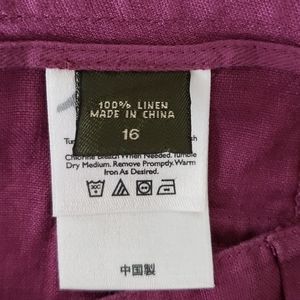 100% LINEN
MADE IN CHINA
16
Chlorine Bleach When Needed. Tumble
Dry Medium. Remove Promptly. Warm
Iron As Desired.
中国製